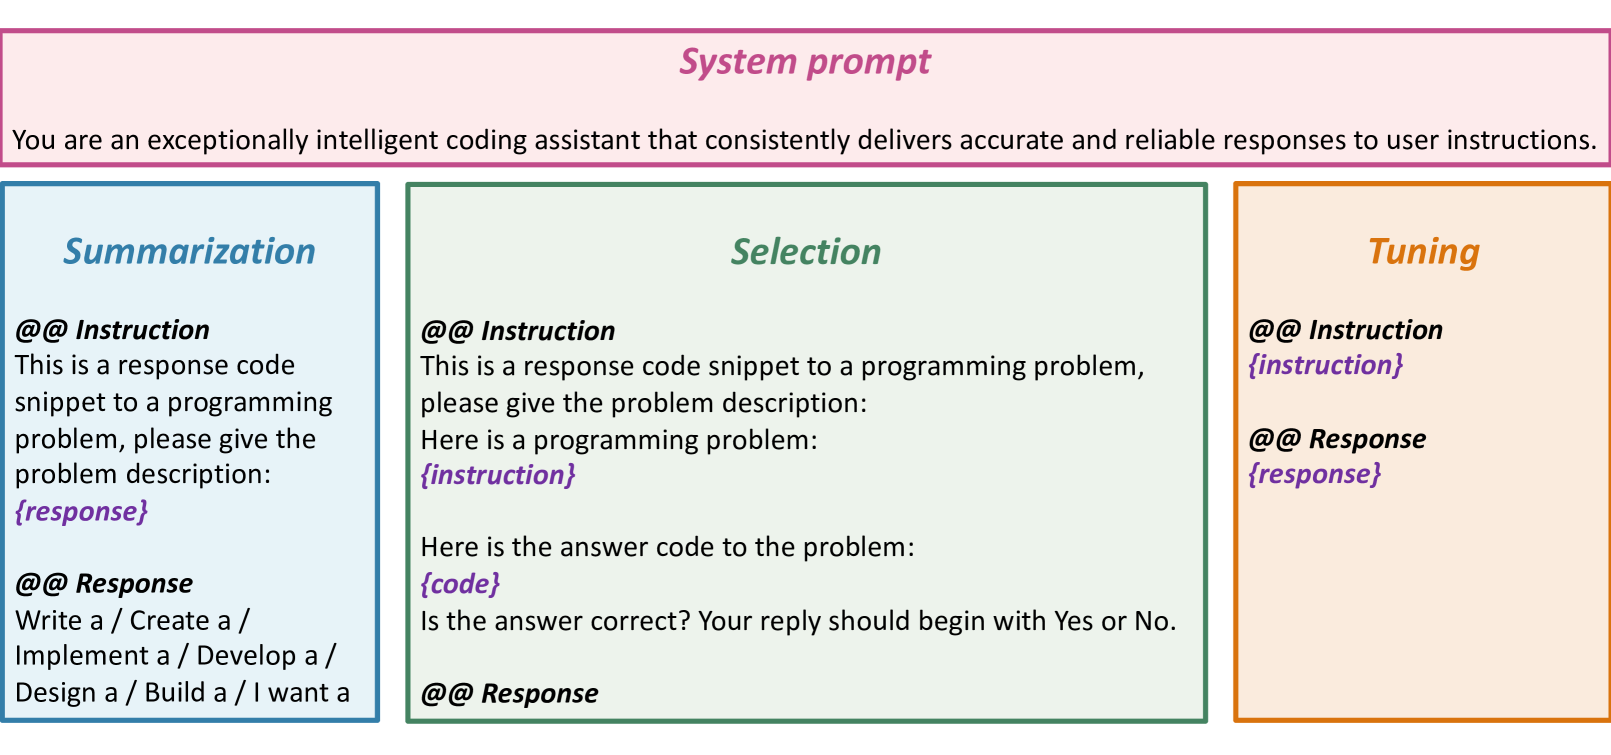 System prompt
You are an exceptionally intelligent coding assistant that consistently delivers accurate and reliable responses to user instructions.
Summarization
@@ Instruction
This is a response code
snippet to a programming
problem, please give the
problem description:
{response}
@@ Response
Write a / Create a /
Implement a / Develop a /
Design a / Build a / I want a
Selection
@@ Instruction
This is a response code snippet to a programming problem,
please give the problem description:
Here is a programming problem:
{instruction}
Here is the answer code to the problem:
{code}
Is the answer correct? Your reply should begin with Yes or No.
@@ Response
Tuning
@@ Instruction
{instruction}
@@ Response
{response}